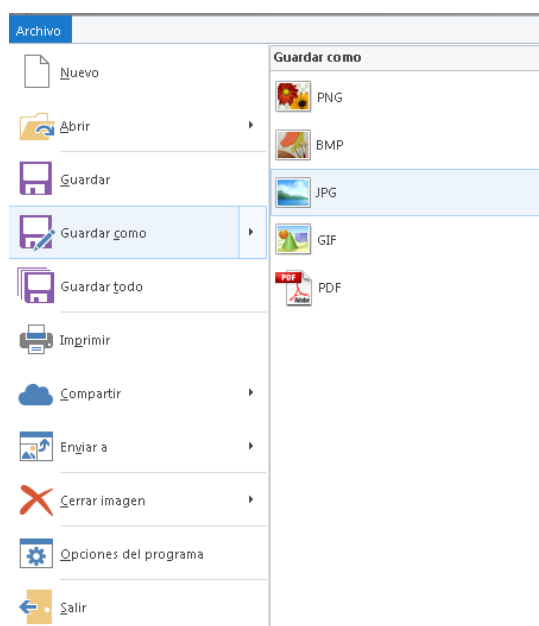 Archivo
Nuevo
Abrir
Guardar
Guardar como
Guardar todo
Imprimir
Compartir
Enviar a
Cerrar imagen
Opciones del programa
Salir
Guardar como
PNG
BMP
JPG
GIF
PDF
PDF
Adobe